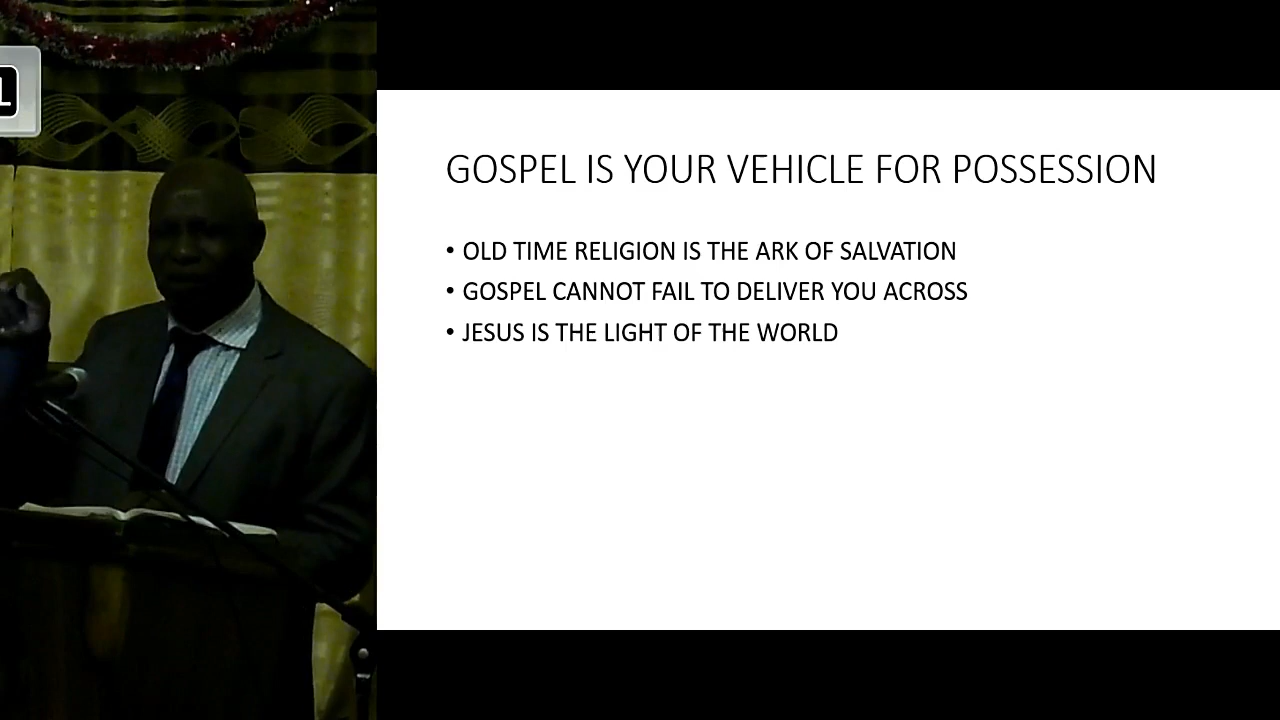 GOSPEL IS YOUR VEHICLE FOR POSSESSION
• OLD TIME RELIGION IS THE ARK OF SALVATION
• GOSPEL CANNOT FAIL TO DELIVER YOU ACROSS
• JESUS IS THE LIGHT OF THE WORLD